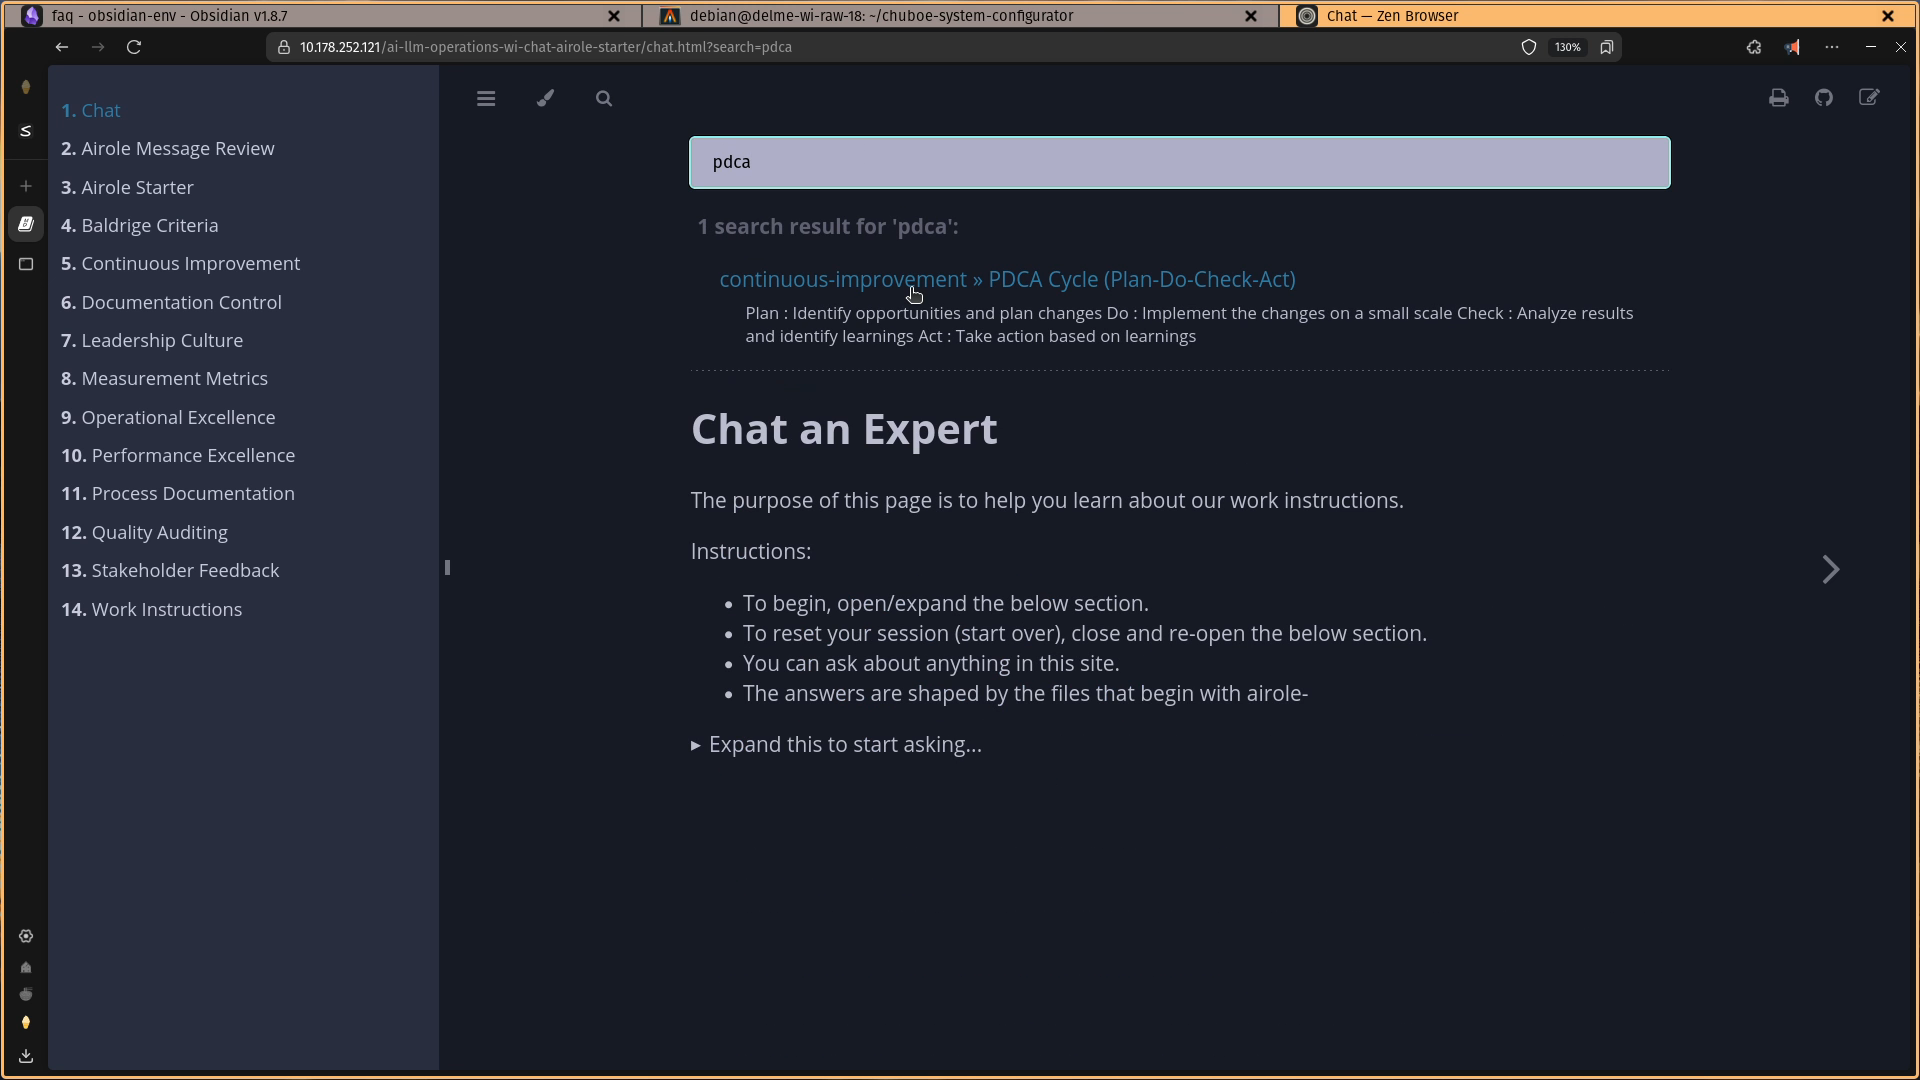 faq - obsidian-env - Obsidian v1.8.7
debian@delme-wi-raw-18: ~/chuboe-system-configurator
Chat — Zen Browser
10.178.252.121/ai-llm-operations-wi-chat-airole-starter/chat.html?search=pdca
130%
1. Chat
2. Airole Message Review
3. Airole Starter
4. Baldrige Criteria
5. Continuous Improvement
6. Documentation Control
7. Leadership Culture
8. Measurement Metrics
9. Operational Excellence
10. Performance Excellence
11. Process Documentation
12. Quality Auditing
13. Stakeholder Feedback
14. Work Instructions
pdca
1 search result for 'pdca':
continuous-improvement » PDCA Cycle (Plan-Do-Check-Act)
Plan : Identify opportunities and plan changes Do : Implement the changes on a small scale Check : Analyze results
and identify learnings Act : Take action based on learnings
Chat an Expert
The purpose of this page is to help you learn about our work instructions.
Instructions:
• To begin, open/expand the below section.
• To reset your session (start over), close and re-open the below section.
• You can ask about anything in this site.
• The answers are shaped by the files that begin with airole-
▸ Expand this to start asking...